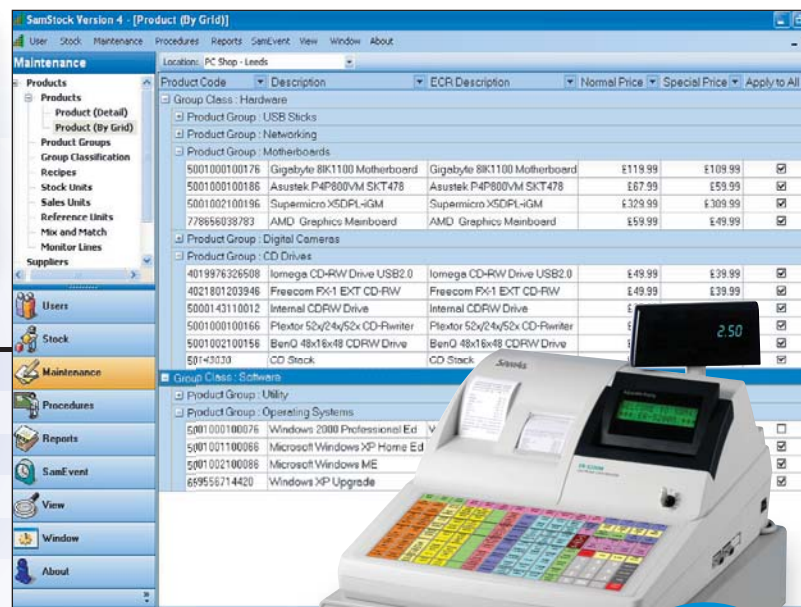 SamStock Version 4 - [Product (By Grid)]
User Stock Maintenance Procedures Reports SamEvent View Window About
Maintenance
Location: PC Shop - Leeds
Products
Products
Product (Detail)
Product (By Grid)
Product Groups
Group Classification
Recipes
Stock Units
Sales Units
Reference Units
Mix and Match
Monitor Lines
Suppliers
Users
Stock
Maintenance
Procedures
Reports
SamEvent
View
Window
About
Product Code Description ECR Description Normal Price Special Price Apply to All
Group Class : Hardware
Product Group : USB Sticks
Product Group : Networking
Product Group : Motherboards
5001000100176 Gigabyte 8IK1100 Motherboard Gigabyte 8IK1100 Motherboard £119.99 £109.99
5001000100186 Asustek P4P800VM SKT478 Asustek P4P800VM SKT478 £67.99 £59.99
5001002100196 Supermicro X5DPL-iGM Supermicro X5DPL-iGM £329.99 £309.99
778656038783 AMD Graphics Mainboard AMD Graphics Mainboard £59.99 £49.99
Product Group : Digital Cameras
Product Group : CD Drives
4019976326508 Iomega CD-RW Drive USB2.0 Iomega CD-RW Drive USB2.0 £49.99 £39.99
4021801203946 Freecom FX-1 EXT CD-RW Freecom FX-1 EXT CD-RW £49.99 £39.99
5000143110012 Internal CDRW Drive Internal CDRW Drive
5001000100166 Plextor 52x/24x/52x CD-Rwriter Plextor 52x/24x/52x CD-Rwriter
5001002100156 BenQ 48x16x48 CDRW Drive BenQ 48x16x48 CDRW Drive
CD Stack CD Stack
Group Class : Software
Product Group : Utility
Product Group : Operating Systems
5001000100076 Windows 2000 Professional Ed
5001001100066 Microsoft Windows XP Home Ed
5001002100086 Microsoft Windows ME
659556714420 Windows XP Upgrade
2.50
Sam4s